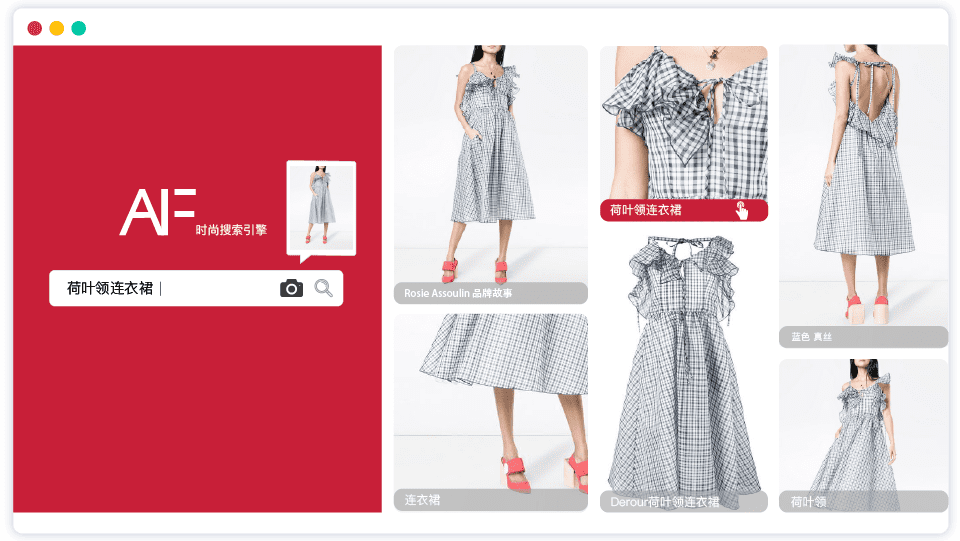 AIF
时尚搜索引擎
荷叶领连衣裙
Rosie Assoulin 品牌故事
连衣裙
荷叶领连衣裙
Derour荷叶领连衣裙
蓝色 真丝
荷叶领